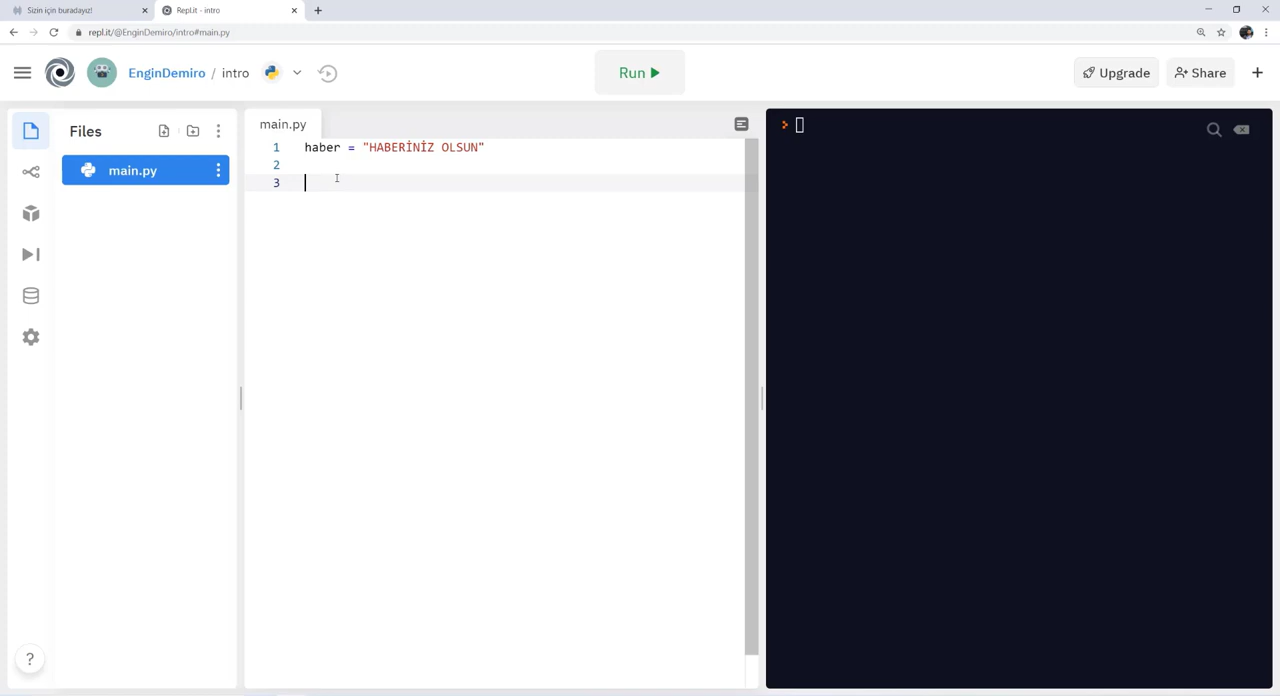 Sizin için buradayız!
Repl.it - intro
repl.it/@EnginDemiro/intro#main.py
EnginDemiro / intro
Run
Upgrade
Share
Files
main.py
main.py
1 haber = "HABERİNİZ OLSUN"
2
3
?